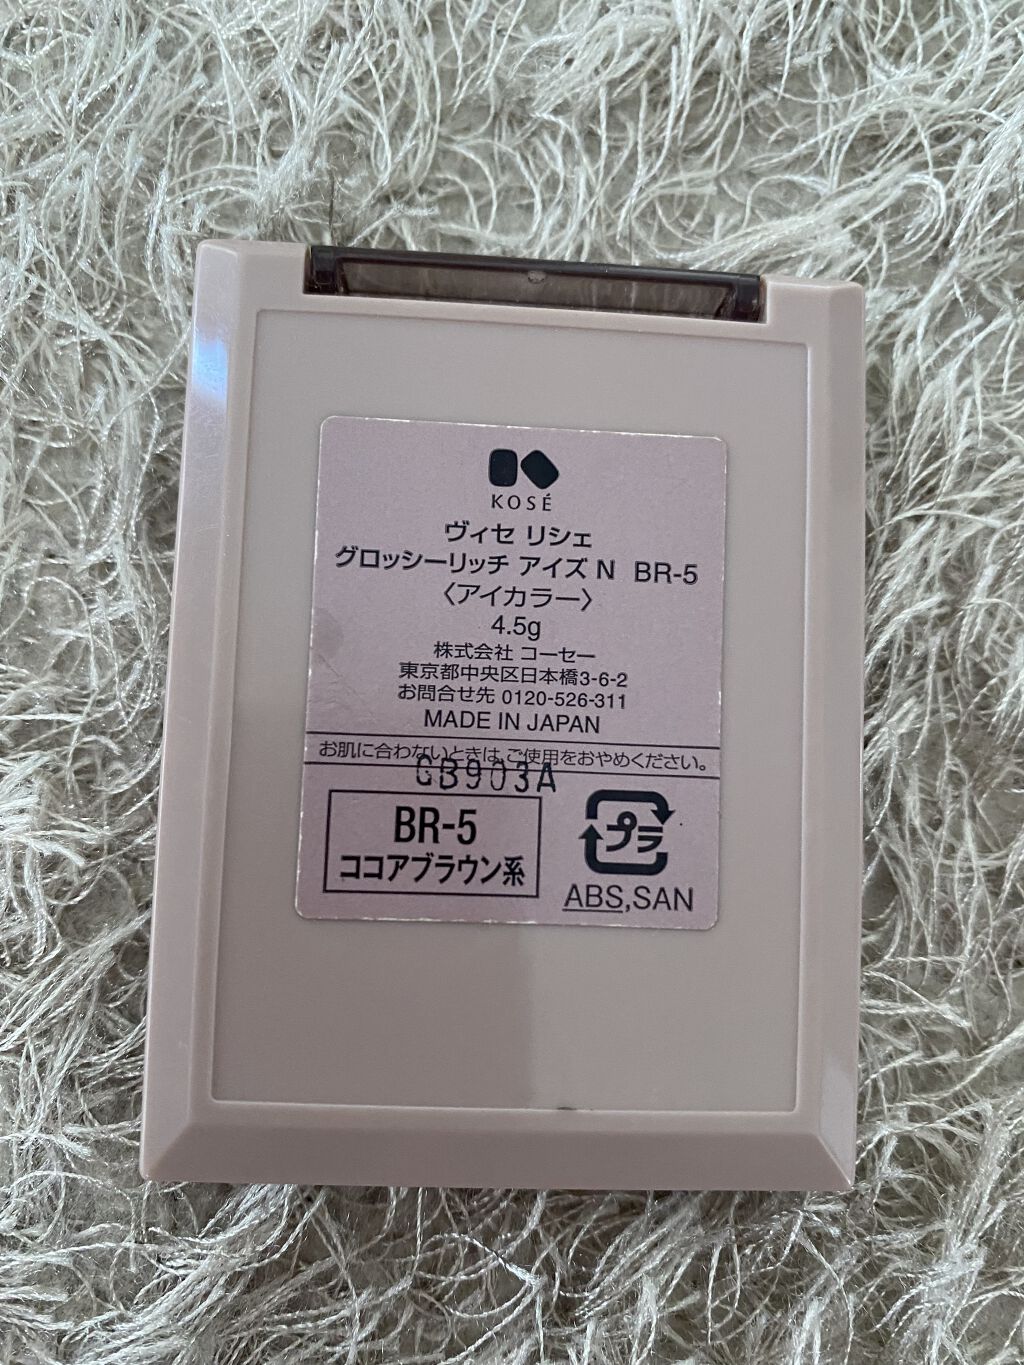 KOSÉ
ヴィセ リシェ
グロッシーリッチ アイズ N BR-5
〈アイカラー〉
4.5g
株式会社 コーセー
東京都中央区日本橋3-6-2
お問合せ先 0120-526-311
MADE IN JAPAN
お肌に合わないときは、ご使用をおやめください。
GB903A
BR-5
ココアブラウン系
プラ
ABS,SAN